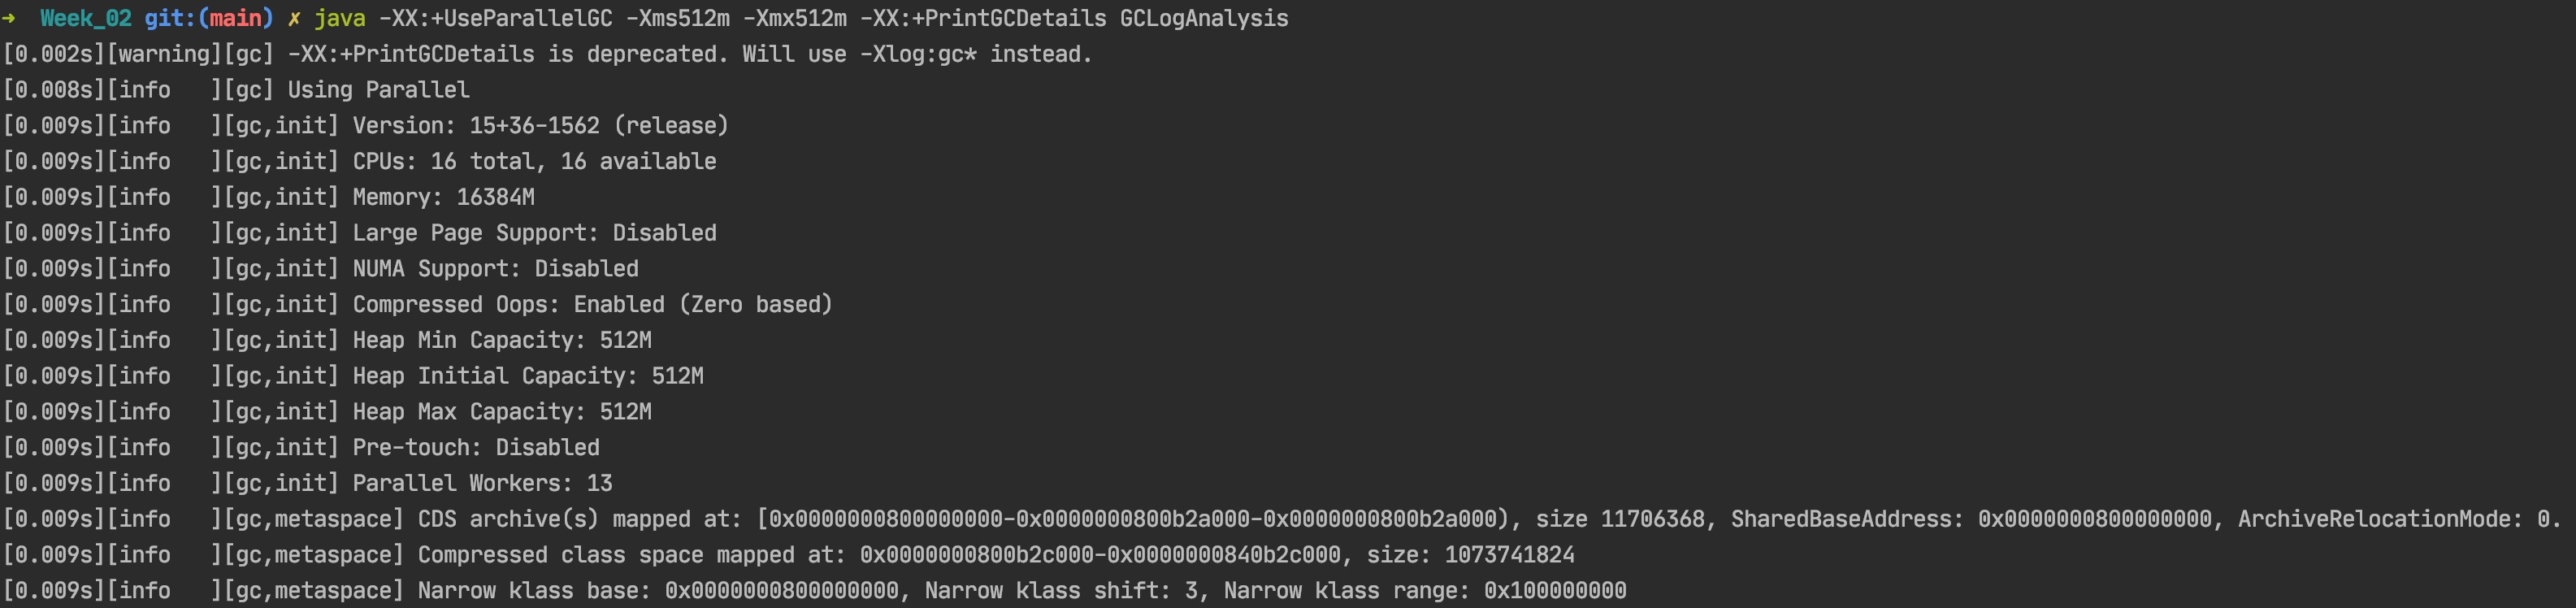 ➜  Week_02 git:(main) ✗ java -XX:+UseParallelGC -Xms512m -Xmx512m -XX:+PrintGCDetails GCLogAnalysis
[0.002s][warning][gc] -XX:+PrintGCDetails is deprecated. Will use -Xlog:gc* instead.
[0.008s][info   ][gc] Using Parallel
[0.009s][info   ][gc,init] Version: 15+36-1562 (release)
[0.009s][info   ][gc,init] CPUs: 16 total, 16 available
[0.009s][info   ][gc,init] Memory: 16384M
[0.009s][info   ][gc,init] Large Page Support: Disabled
[0.009s][info   ][gc,init] NUMA Support: Disabled
[0.009s][info   ][gc,init] Compressed Oops: Enabled (Zero based)
[0.009s][info   ][gc,init] Heap Min Capacity: 512M
[0.009s][info   ][gc,init] Heap Initial Capacity: 512M
[0.009s][info   ][gc,init] Heap Max Capacity: 512M
[0.009s][info   ][gc,init] Pre-touch: Disabled
[0.009s][info   ][gc,init] Parallel Workers: 13
[0.009s][info   ][gc,metaspace] CDS archive(s) mapped at: [0x0000000800000000-0x0000000800b2a000-0x0000000800b2a000), size 11706368, SharedBaseAddress: 0x0000000800000000, ArchiveRelocationMode: 0.
[0.009s][info   ][gc,metaspace] Compressed class space mapped at: 0x0000000800b2c000-0x0000000840b2c000, size: 1073741824
[0.009s][info   ][gc,metaspace] Narrow klass base: 0x0000000800000000, Narrow klass shift: 3, Narrow klass range: 0x100000000